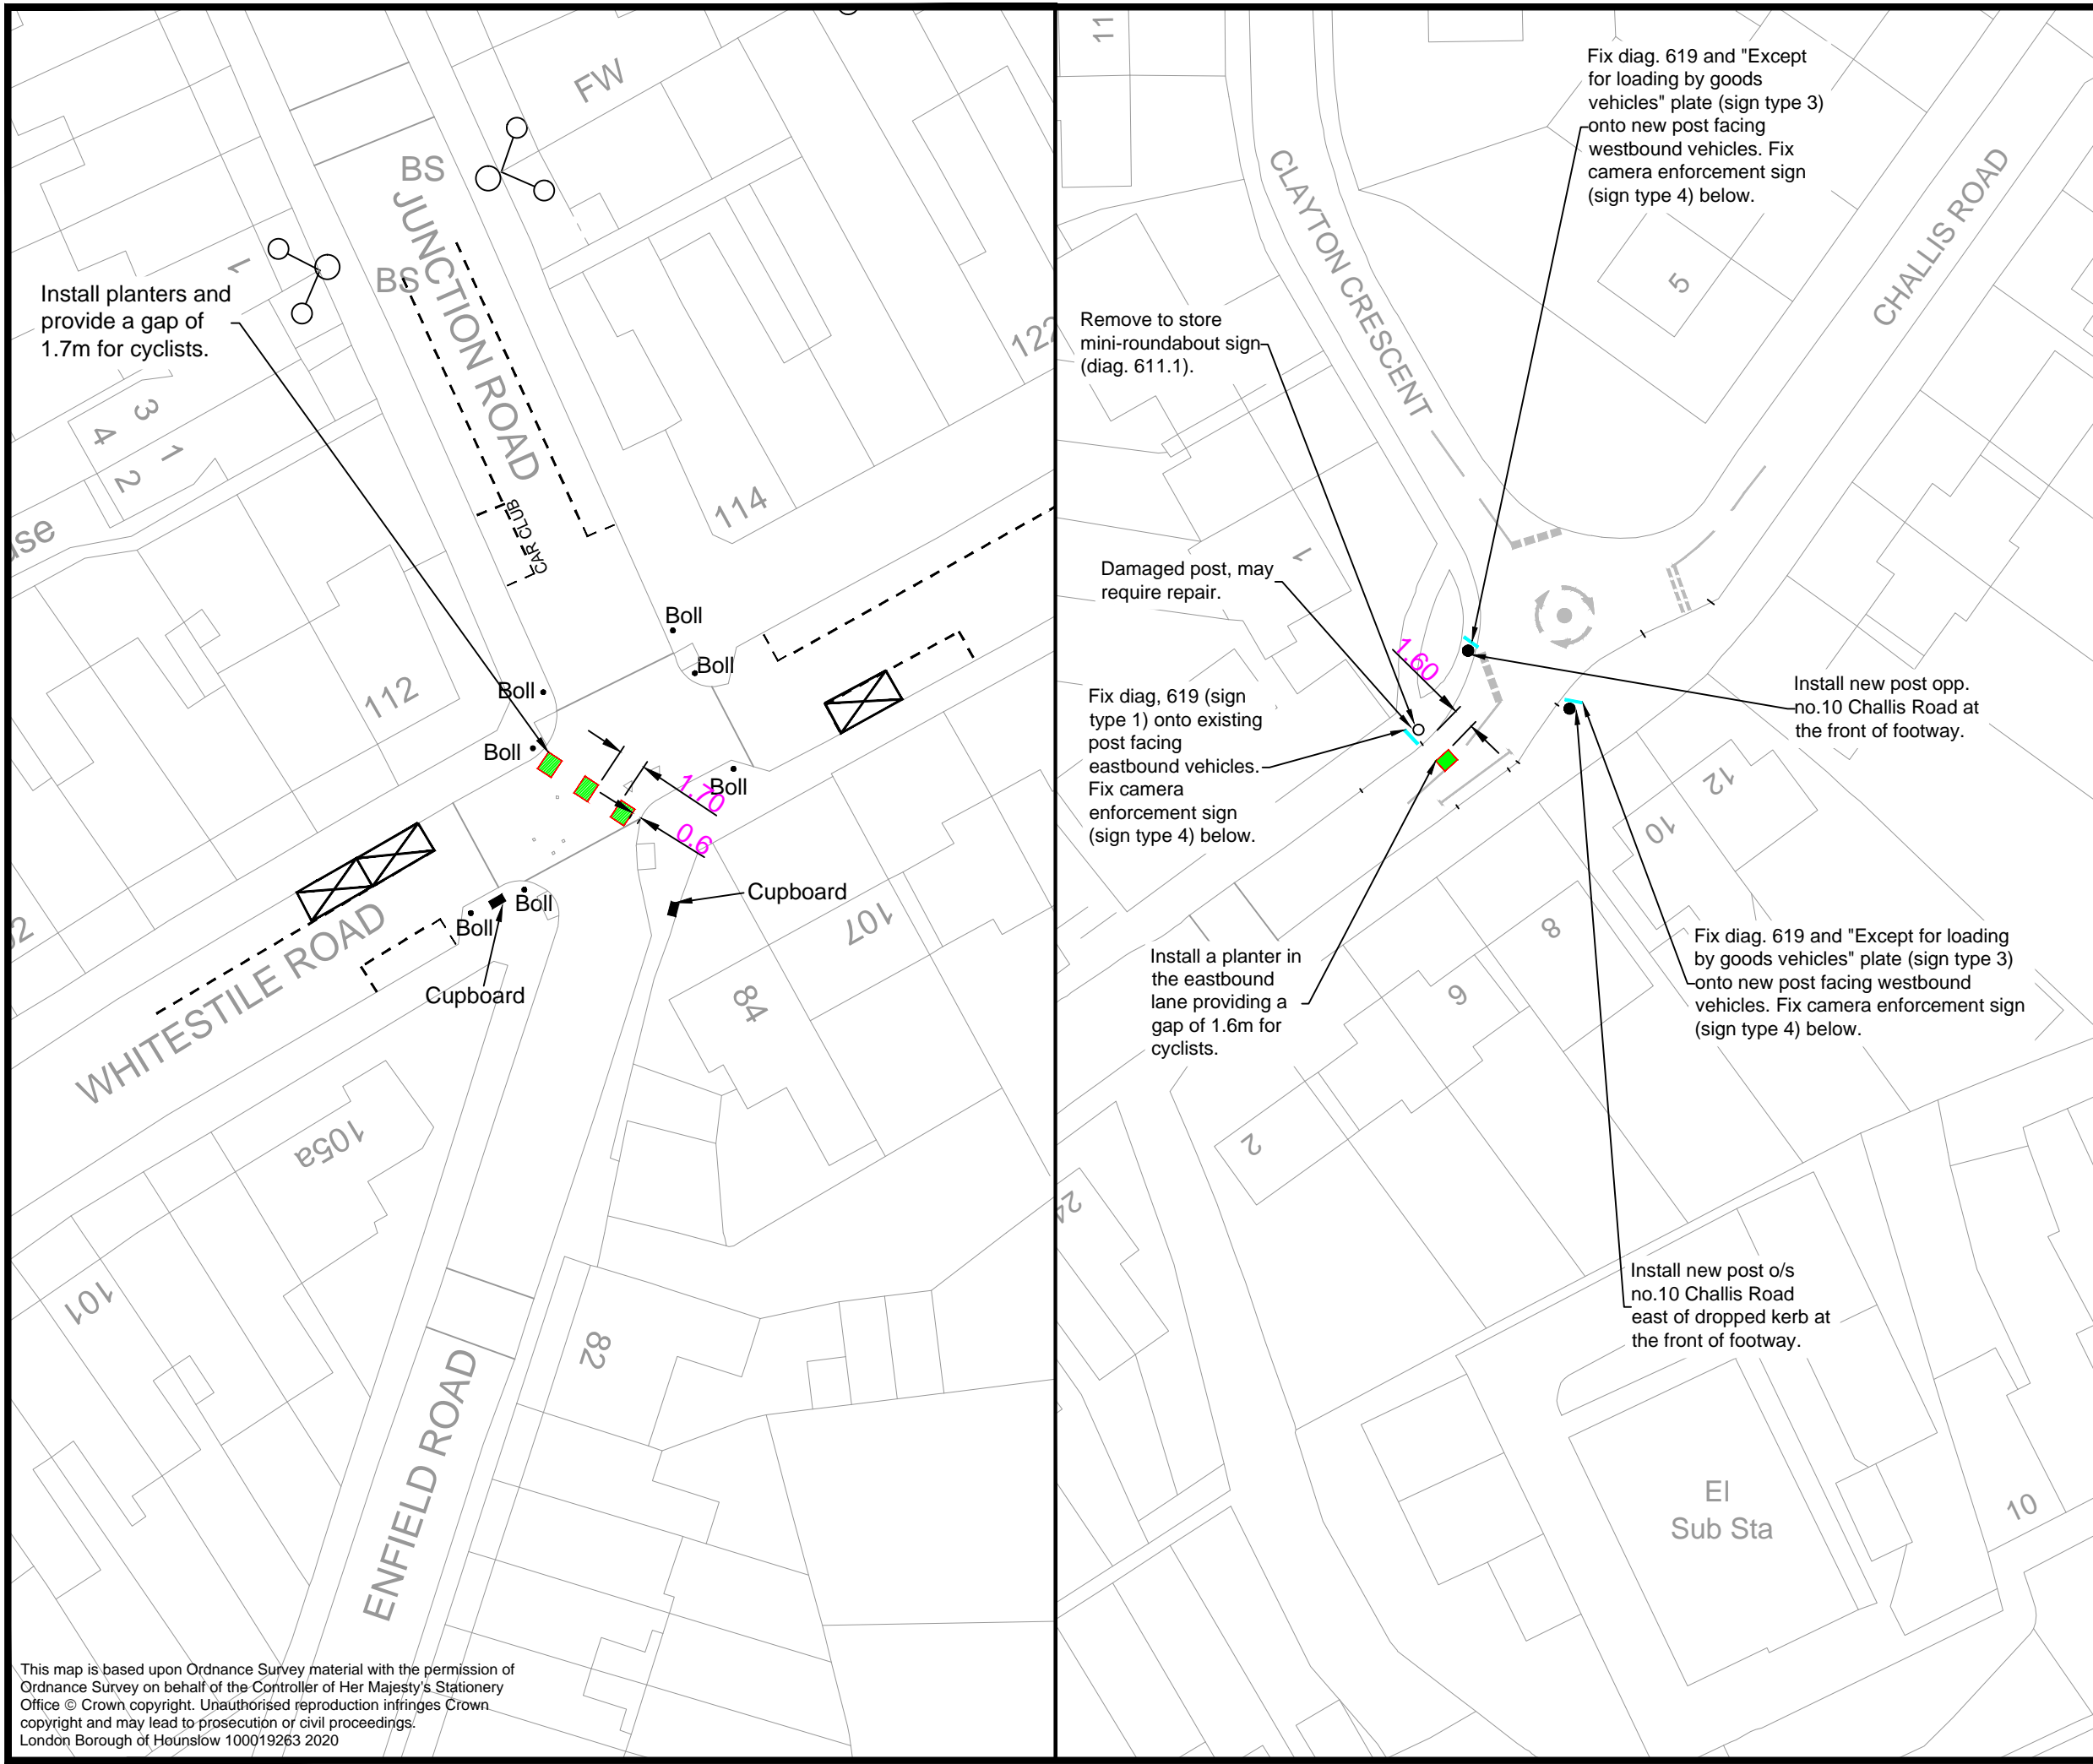 FW
BS
BS
JUNCTION ROAD
1
Install planters and
provide a gap of
1.7m for cyclists.
3
4
1
2
122
114
CAR CLUB
112
Boll
Boll
Boll
Boll
Boll
1.70
0.6
Boll
Boll
Cupboard
Cupboard
WHITESTILE ROAD
107
84
105a
101
82
ENFIELD ROAD
This map is based upon Ordnance Survey material with the permission of
Ordnance Survey on behalf of the Controller of Her Majesty's Stationery
Office © Crown copyright. Unauthorised reproduction infringes Crown
copyright and may lead to prosecution or civil proceedings.
London Borough of Hounslow 100019263 2020
11
Fix diag. 619 and "Except
for loading by goods
vehicles" plate (sign type 3)
onto new post facing
westbound vehicles. Fix
camera enforcement sign
(sign type 4) below.
CLAYTON CRESCENT
CHALLIS ROAD
5
Remove to store
mini-roundabout sign
(diag. 611.1).
1
Damaged post, may
require repair.
1.60
Fix diag, 619 (sign
type 1) onto existing
post facing
eastbound vehicles.
Fix camera
enforcement sign
(sign type 4) below.
Install new post opp.
no.10 Challis Road at
the front of footway.
12
10
8
6
2
24
Install a planter in
the eastbound
lane providing a
gap of 1.6m for
cyclists.
Fix diag. 619 and "Except for loading
by goods vehicles" plate (sign type 3)
onto new post facing westbound
vehicles. Fix camera enforcement sign
(sign type 4) below.
Install new post o/s
no.10 Challis Road
east of dropped kerb at
the front of footway.
El
Sub Sta
10